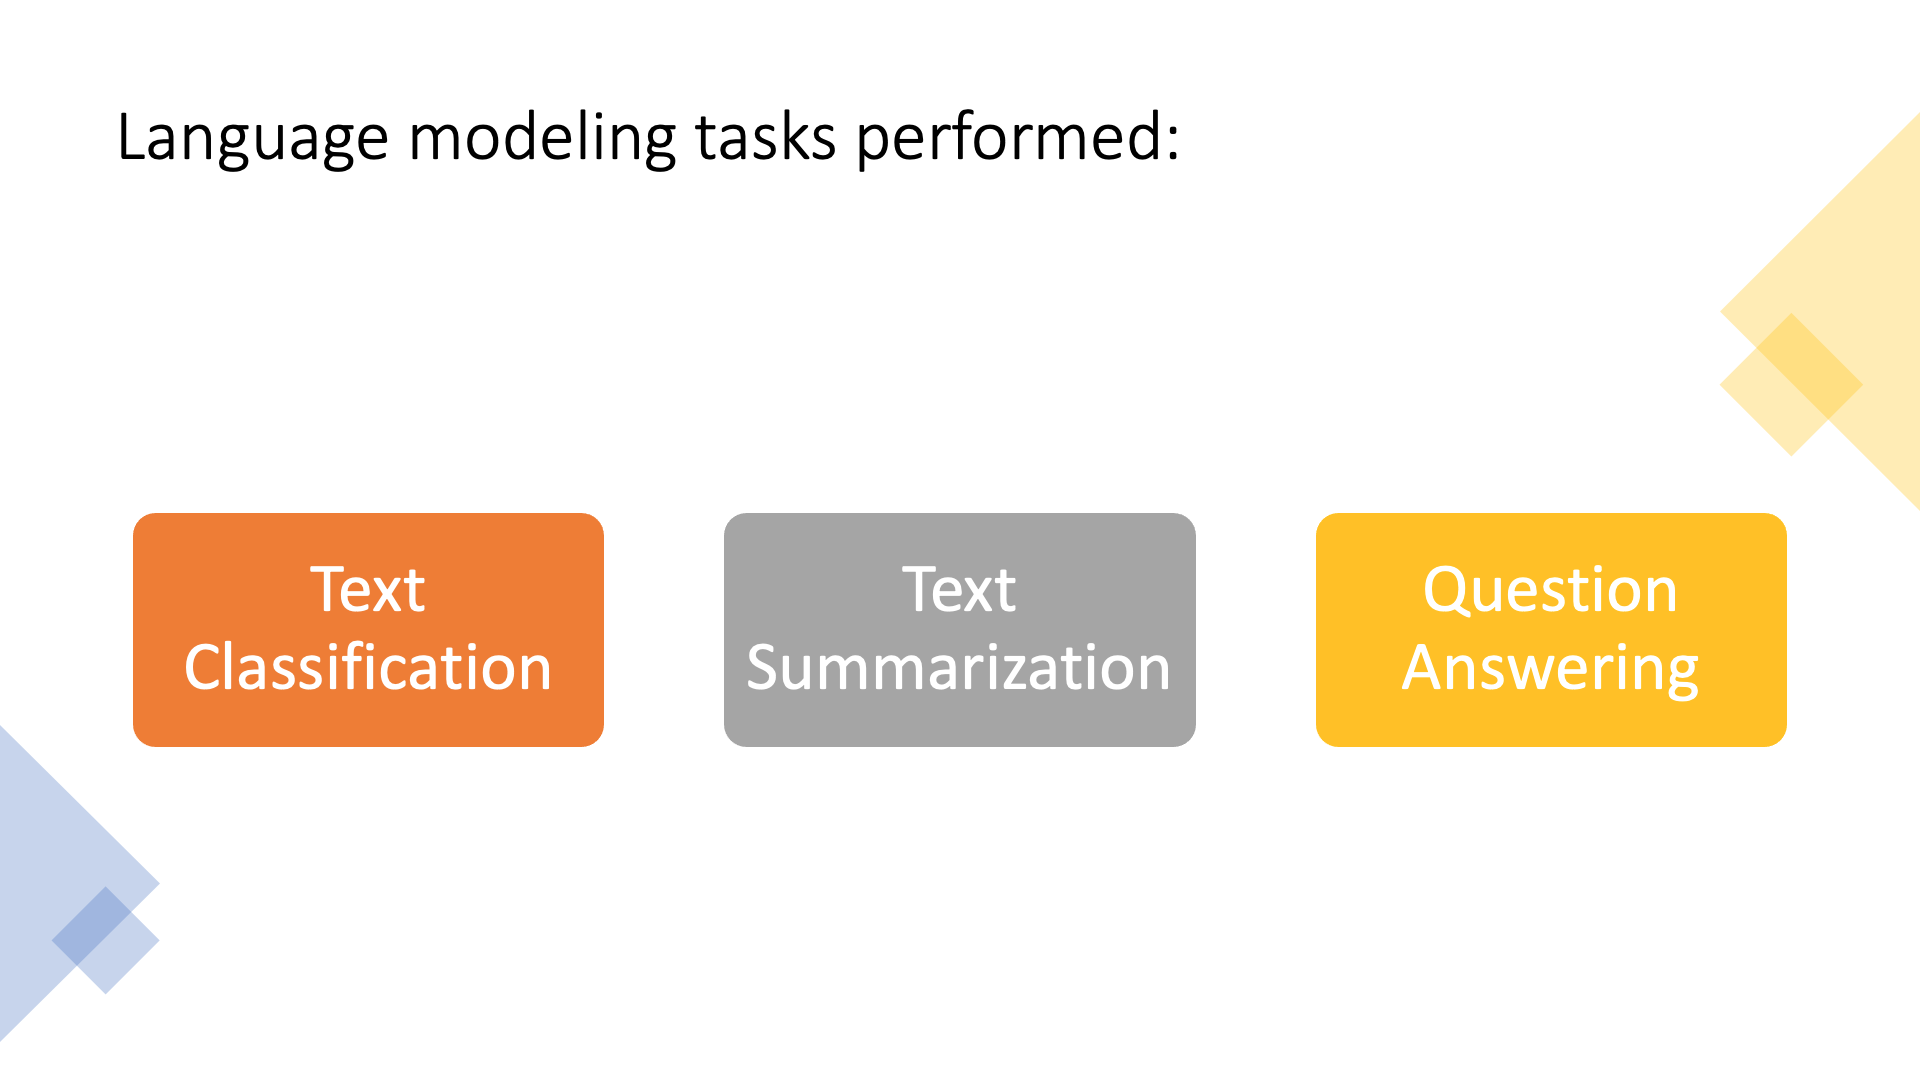 Language modeling tasks performed:
Text
Classification
Text
Summarization
Question
Answering